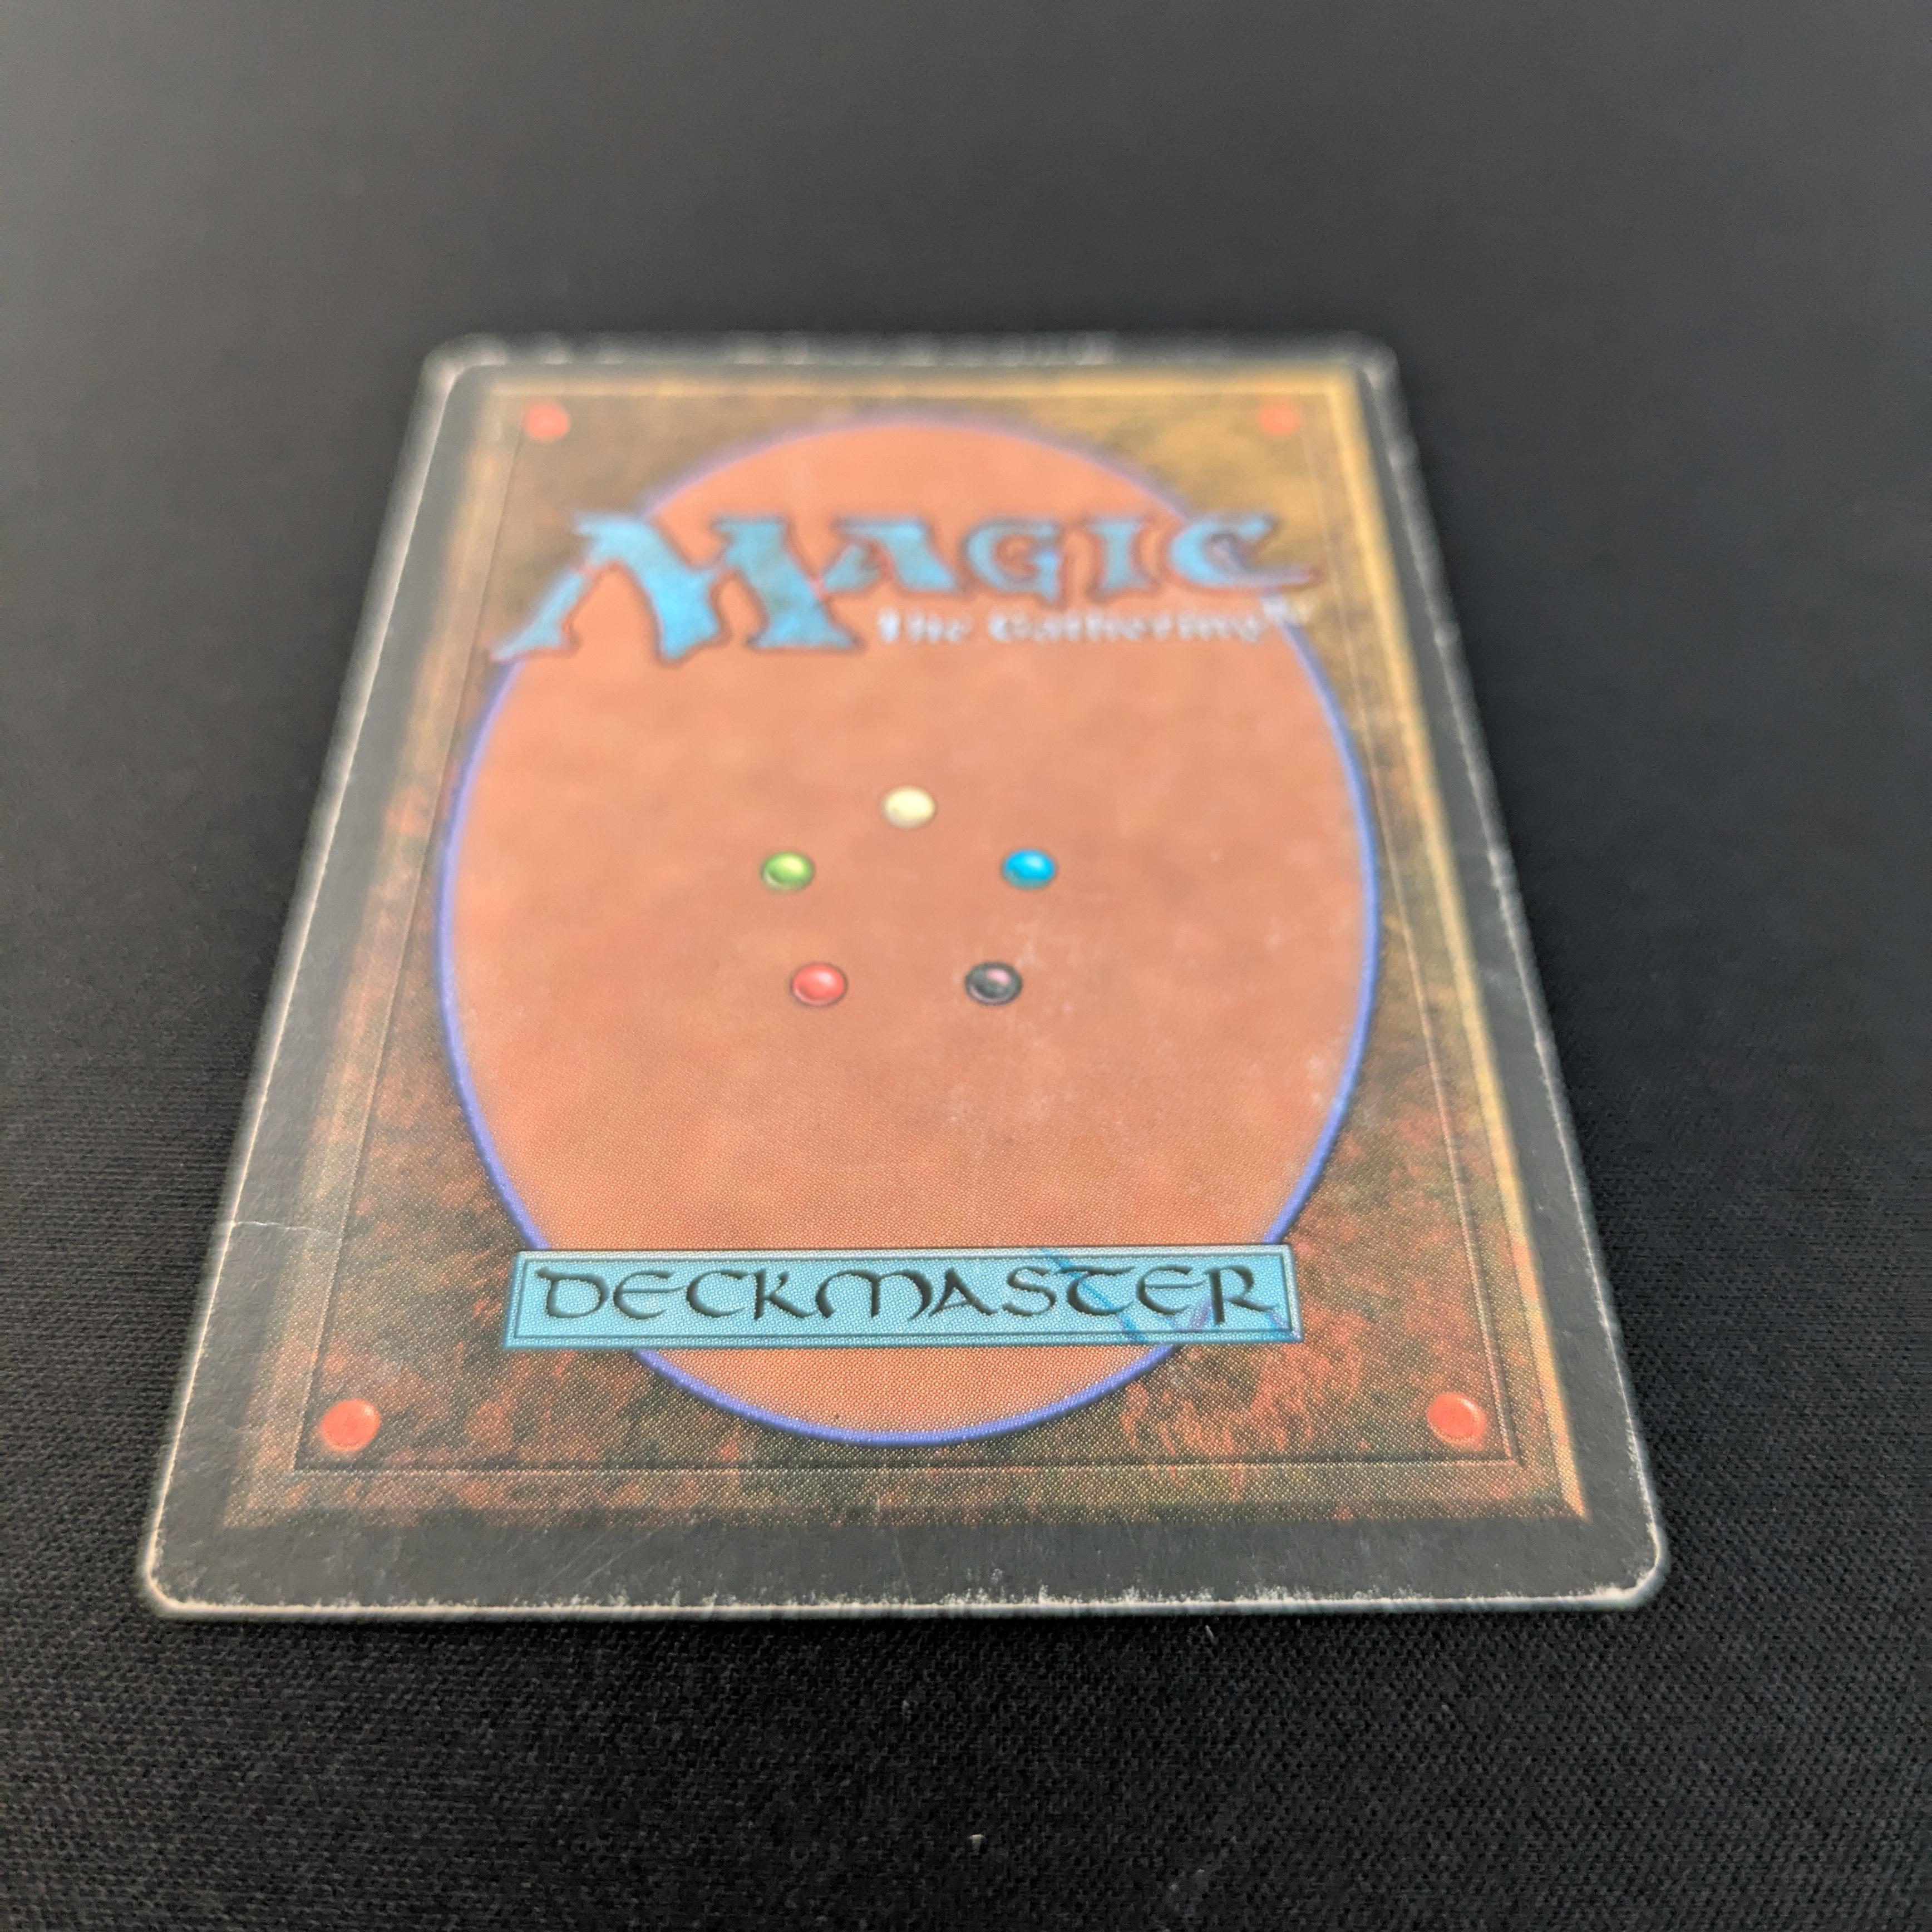 MAGIC
The Gathering®
DECKMASTER